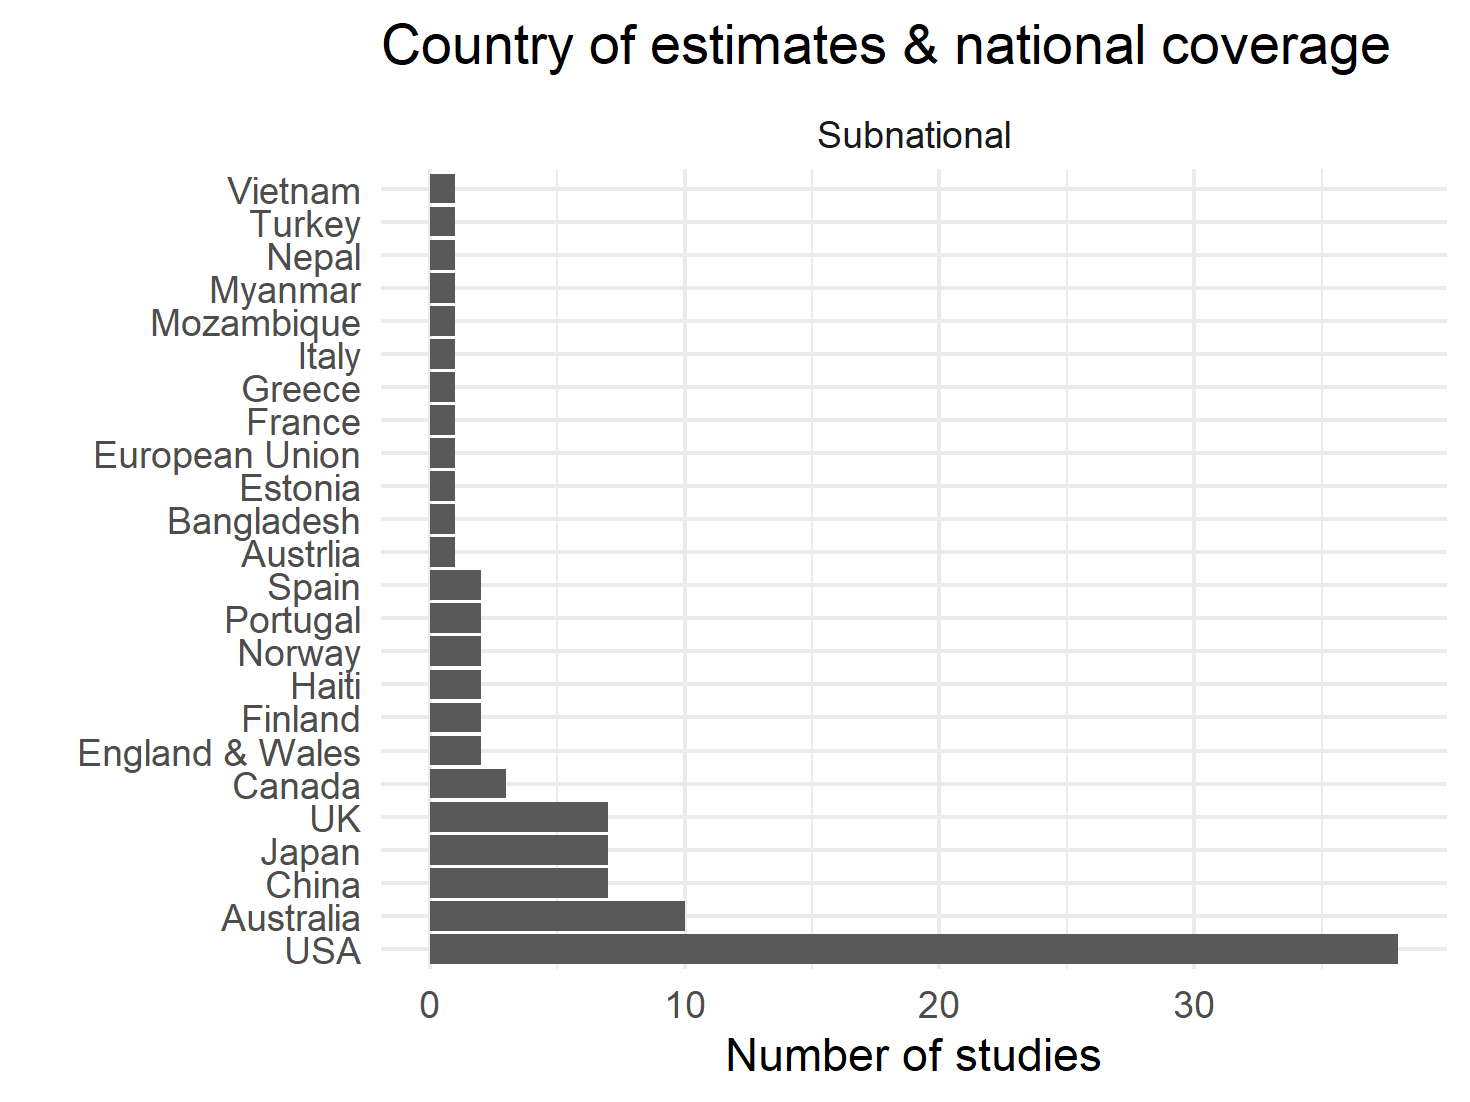 Country of estimates & national coverage
Subnational
Vietnam
Turkey
Nepal
Myanmar
Mozambique
Italy
Greece
France
European Union
Estonia
Bangladesh
Austrlia
Spain
Portugal
Norway
Haiti
Finland
England & Wales
Canada
UK
Japan
China
Australia
USA
0 10 20 30
Number of studies